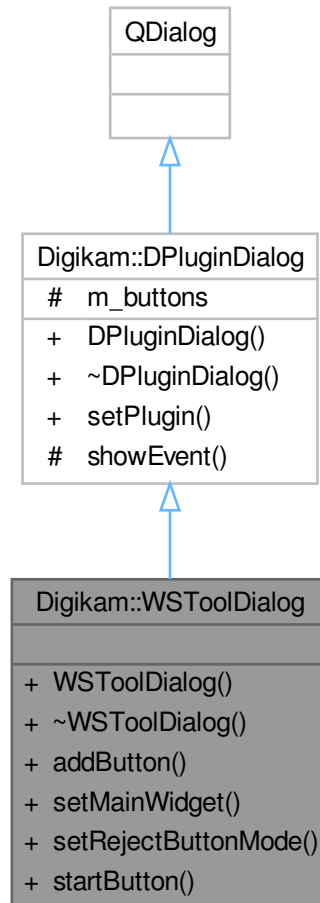 QDialog
Digikam::DPluginDialog
# m_buttons
+ DPluginDialog()
+ ~DPluginDialog()
+ setPlugin()
# showEvent()
Digikam::WSToolDialog
+ WSToolDialog()
+ ~WSToolDialog()
+ addButton()
+ setMainWidget()
+ setRejectButtonMode()
+ startButton()